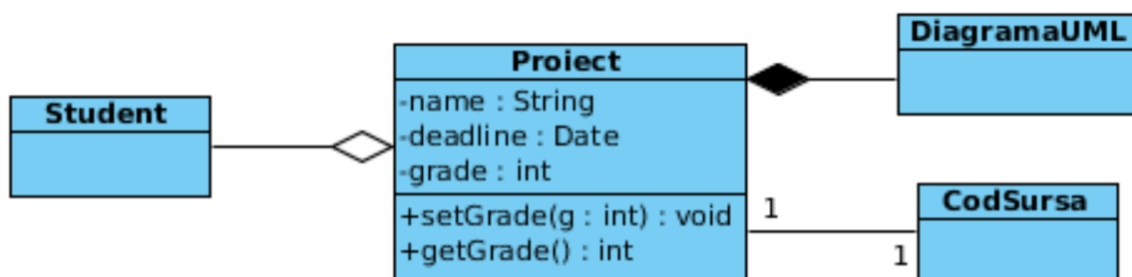 Student
Proiect
-name : String
-deadline : Date
-grade : int
+setGrade(g : int) : void
+getGrade() : int
DiagramaUML
1
1
CodSursa